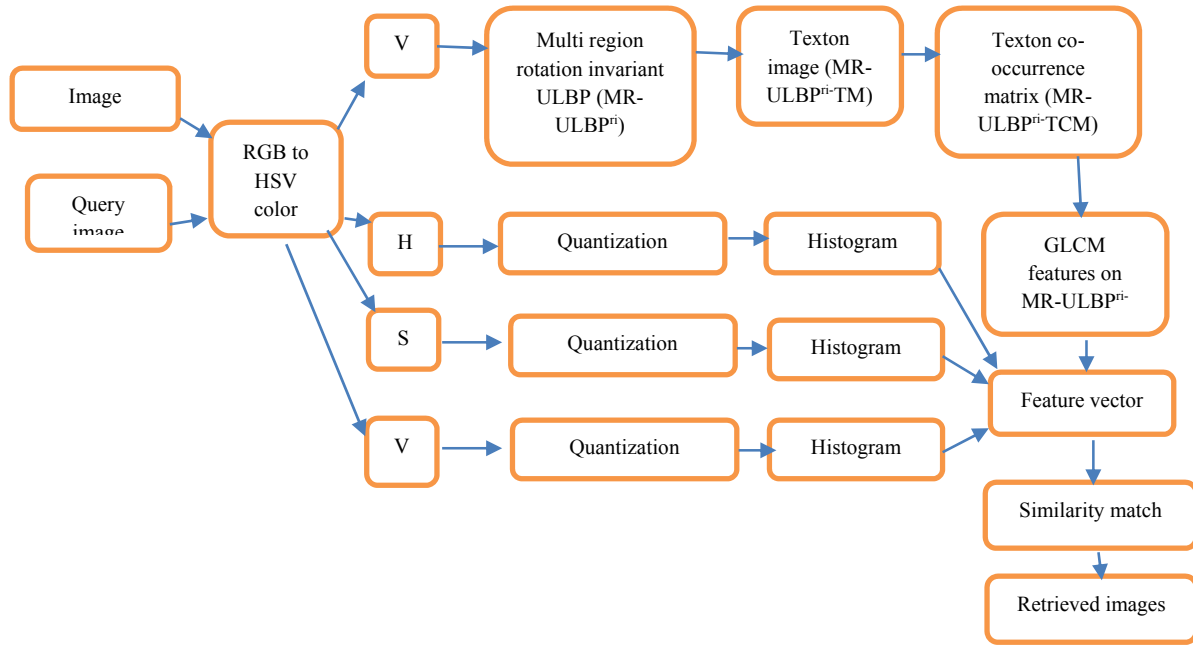 Image
Query
image
RGB to
HSV
color
V
Multi region
rotation invariant
ULBP (MR-
ULBPʳⁱ)
Texton
image (MR-
ULBPʳⁱ⁻TM)
Texton co-
occurrence
matrix (MR-
ULBPʳⁱ⁻TCM)
H
Quantization
Histogram
GLCM
features on
MR-ULBPʳⁱ⁻
S
Quantization
Histogram
Feature vector
V
Quantization
Histogram
Similarity match
Retrieved images